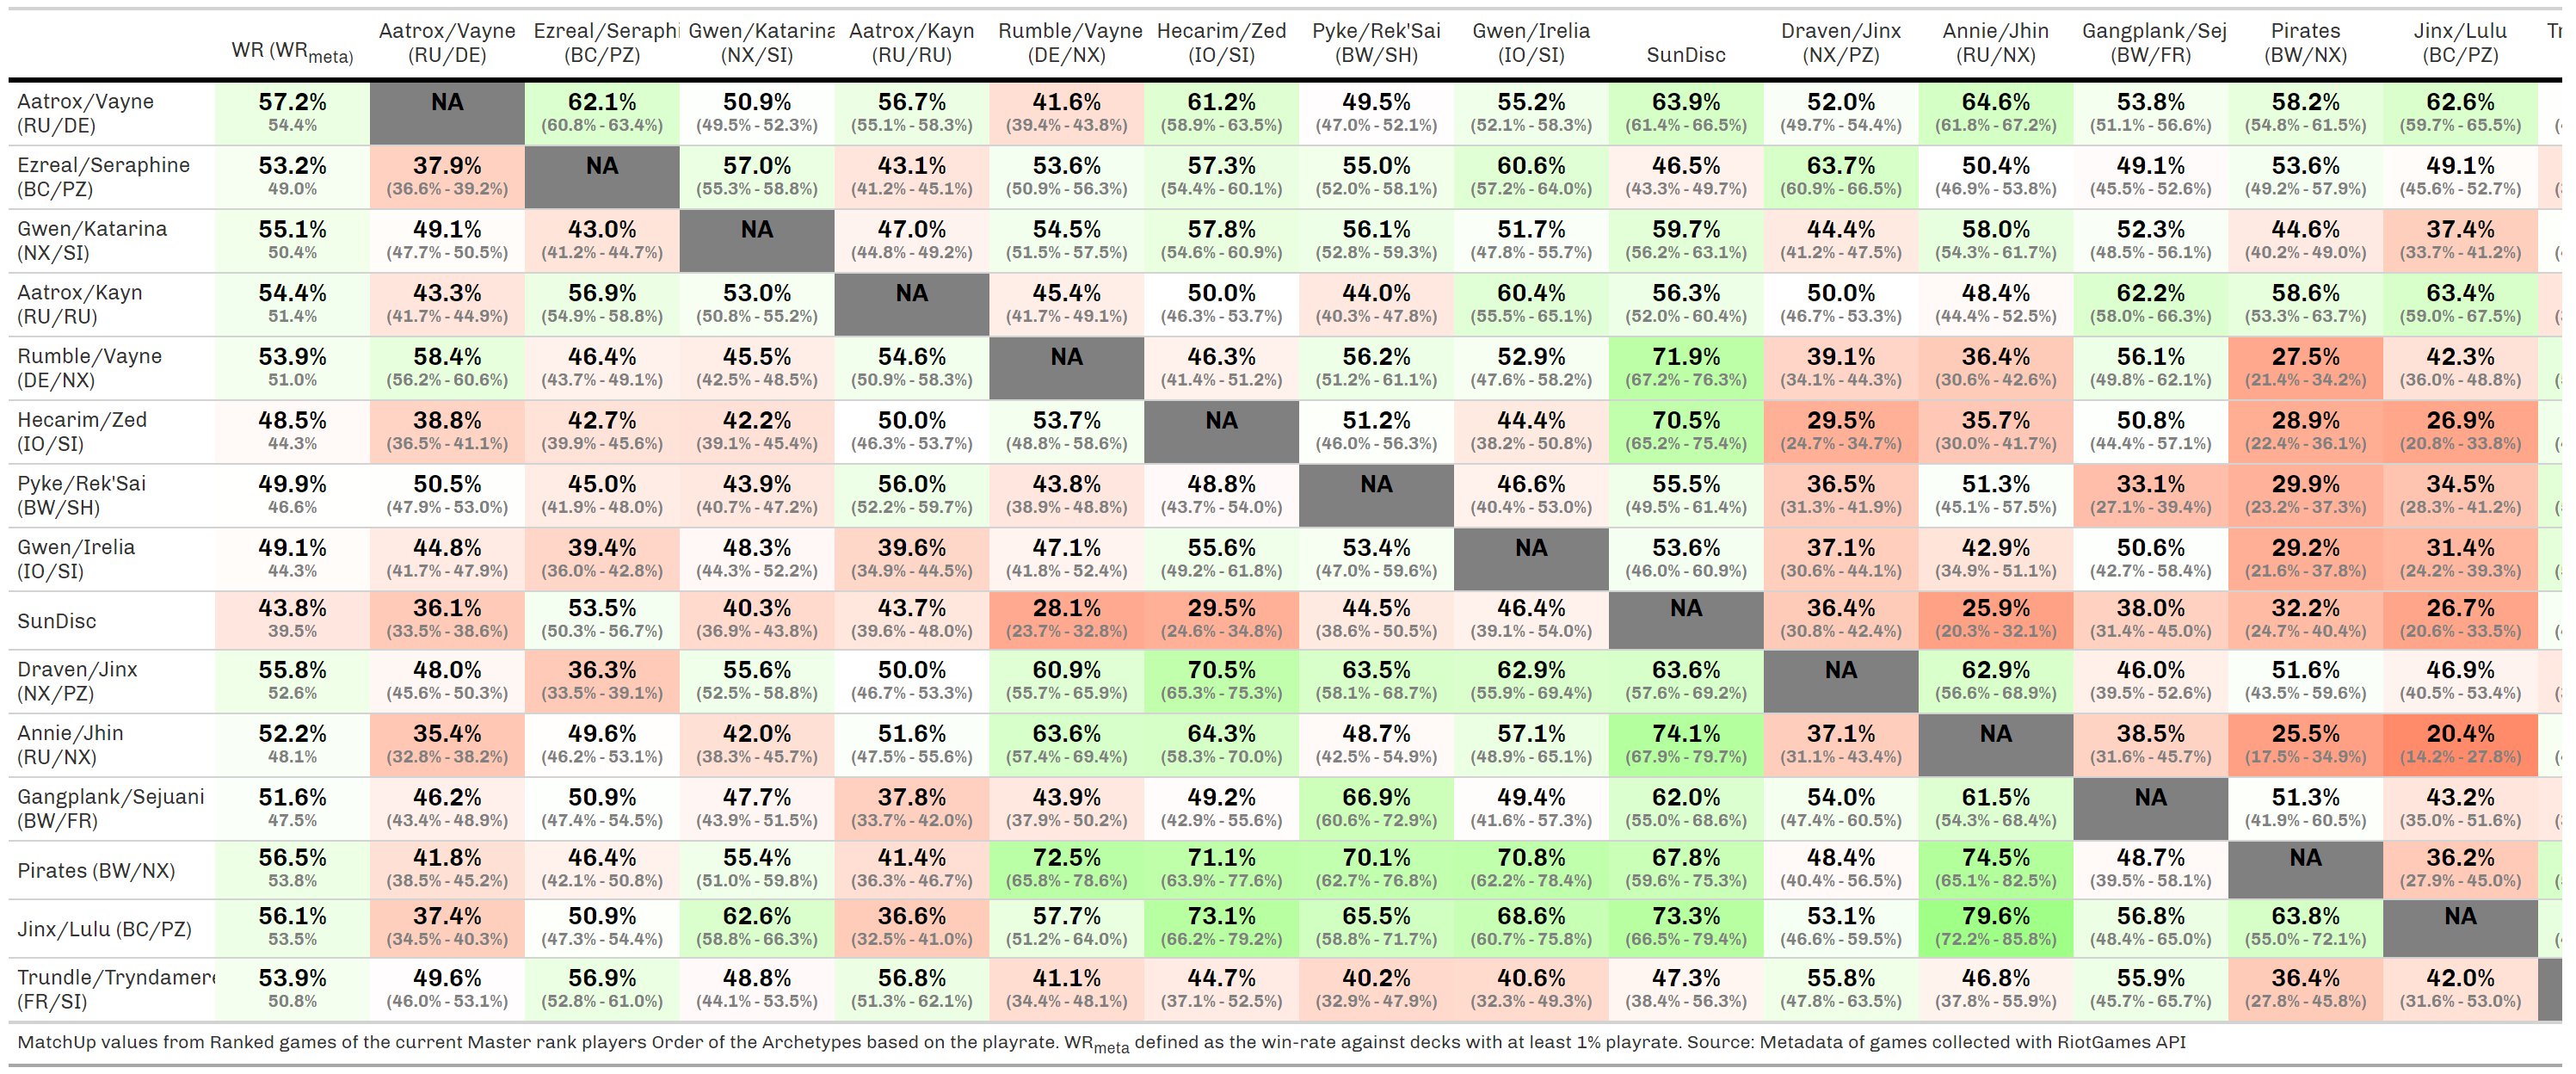 WR (WRmeta) Aatrox/Vayne (RU/DE) Ezreal/Seraphi (BC/PZ) Gwen/Katarina (NX/SI) Aatrox/Kayn (RU/RU) Rumble/Vayne (DE/NX) Hecarim/Zed (IO/SI) Pyke/Rek'Sai (BW/SH) Gwen/Irelia (IO/SI) SunDisc Draven/Jinx (NX/PZ) Annie/Jhin (RU/NX) Gangplank/Sej (BW/FR) Pirates (BW/NX) Jinx/Lulu (BC/PZ)
Aatrox/Vayne 57.2% NA 62.1% 50.9% 56.7% 41.6% 61.2% 49.5% 55.2% 63.9% 52.0% 64.6% 53.8% 58.2% 62.6%
(RU/DE) 54.4% (60.8% - 63.4%) (49.5% - 52.3%) (55.1% - 58.3%) (39.4% - 43.8%) (58.9% - 63.5%) (47.0% - 52.1%) (52.1% - 58.3%) (61.4% - 66.5%) (49.7% - 54.4%) (61.8% - 67.2%) (51.1% - 56.6%) (54.8% - 61.5%) (59.7% - 65.5%)
Ezreal/Seraphine 53.2% 37.9% NA 57.0% 43.1% 53.6% 57.3% 55.0% 60.6% 46.5% 63.7% 50.4% 49.1% 53.6% 49.1%
(BC/PZ) 49.0% (36.6% - 39.2%) (55.3% - 58.8%) (41.2% - 45.1%) (50.9% - 56.3%) (54.4% - 60.1%) (52.0% - 58.1%) (57.2% - 64.0%) (43.3% - 49.7%) (60.9% - 66.5%) (46.9% - 53.8%) (45.5% - 52.6%) (49.2% - 57.9%) (45.6% - 52.7%)
Gwen/Katarina 55.1% 49.1% 43.0% NA 47.0% 54.5% 57.8% 56.1% 51.7% 59.7% 44.4% 58.0% 52.3% 44.6% 37.4%
(NX/SI) 50.4% (47.7% - 50.5%) (41.2% - 44.7%) (44.8% - 49.2%) (51.5% - 57.5%) (54.6% - 60.9%) (52.8% - 59.3%) (47.8% - 55.7%) (56.2% - 63.1%) (41.2% - 47.5%) (54.3% - 61.7%) (48.5% - 56.1%) (40.2% - 49.0%) (33.7% - 41.2%)
Aatrox/Kayn 54.4% 43.3% 56.9% 53.0% NA 45.4% 50.0% 44.0% 60.4% 56.3% 50.0% 48.4% 62.2% 58.6% 63.4%
(RU/RU) 51.4% (41.7% - 44.9%) (54.9% - 58.8%) (50.8% - 55.2%) (41.7% - 49.1%) (46.3% - 53.7%) (40.3% - 47.8%) (55.5% - 65.1%) (52.0% - 60.4%) (46.7% - 53.3%) (44.4% - 52.5%) (58.0% - 66.3%) (53.3% - 63.7%) (59.0% - 67.5%)
Rumble/Vayne 53.9% 58.4% 46.4% 45.5% 54.6% NA 46.3% 56.2% 52.9% 71.9% 39.1% 36.4% 56.1% 27.5% 42.3%
(DE/NX) 51.0% (56.2% - 60.6%) (43.7% - 49.1%) (42.5% - 48.5%) (50.9% - 58.3%) (41.4% - 51.2%) (51.2% - 61.1%) (47.6% - 58.2%) (67.2% - 76.3%) (34.1% - 44.3%) (30.6% - 42.6%) (49.8% - 62.1%) (21.4% - 34.2%) (36.0% - 48.8%)
Hecarim/Zed 48.5% 38.8% 42.7% 42.2% 50.0% 53.7% NA 51.2% 44.4% 70.5% 29.5% 35.7% 50.8% 28.9% 26.9%
(IO/SI) 44.3% (36.5% - 41.1%) (39.9% - 45.6%) (39.1% - 45.4%) (46.3% - 53.7%) (48.8% - 58.6%) (46.0% - 56.3%) (38.2% - 50.8%) (65.2% - 75.4%) (24.7% - 34.7%) (30.0% - 41.7%) (44.4% - 57.1%) (22.4% - 36.1%) (20.8% - 33.8%)
Pyke/Rek'Sai 49.9% 50.5% 45.0% 43.9% 56.0% 43.8% 48.8% NA 46.6% 55.5% 36.5% 51.3% 33.1% 29.9% 34.5%
(BW/SH) 46.6% (47.9% - 53.0%) (41.9% - 48.0%) (40.7% - 47.2%) (52.2% - 59.7%) (38.9% - 48.8%) (43.7% - 54.0%) (40.4% - 53.0%) (49.5% - 61.4%) (31.3% - 41.9%) (45.1% - 57.5%) (27.1% - 39.4%) (23.2% - 37.3%) (28.3% - 41.2%)
Gwen/Irelia 49.1% 44.8% 39.4% 48.3% 39.6% 47.1% 55.6% 53.4% NA 53.6% 37.1% 42.9% 50.6% 29.2% 31.4%
(IO/SI) 44.3% (41.7% - 47.9%) (36.0% - 42.8%) (44.3% - 52.2%) (34.9% - 44.5%) (41.8% - 52.4%) (49.2% - 61.8%) (47.0% - 59.6%) (46.0% - 60.9%) (30.6% - 44.1%) (34.9% - 51.1%) (42.7% - 58.4%) (21.6% - 37.8%) (24.2% - 39.3%)
SunDisc 43.8% 36.1% 53.5% 40.3% 43.7% 28.1% 29.5% 44.5% 46.4% NA 36.4% 25.9% 38.0% 32.2% 26.7%
39.5% (33.5% - 38.6%) (50.3% - 56.7%) (36.9% - 43.8%) (39.6% - 48.0%) (23.7% - 32.8%) (24.6% - 34.8%) (38.6% - 50.5%) (39.1% - 54.0%) (30.8% - 42.4%) (20.3% - 32.1%) (31.4% - 45.0%) (24.7% - 40.4%) (20.6% - 33.5%)
Draven/Jinx 55.8% 48.0% 36.3% 55.6% 50.0% 60.9% 70.5% 63.5% 62.9% 63.6% NA 62.9% 46.0% 51.6% 46.9%
(NX/PZ) 52.6% (45.6% - 50.3%) (33.5% - 39.1%) (52.5% - 58.8%) (46.7% - 53.3%) (55.7% - 65.9%) (65.3% - 75.3%) (58.1% - 68.7%) (55.9% - 69.4%) (57.6% - 69.2%) (56.6% - 68.9%) (39.5% - 52.6%) (43.5% - 59.6%) (40.5% - 53.4%)
Annie/Jhin 52.2% 35.4% 49.6% 42.0% 51.6% 63.6% 64.3% 48.7% 57.1% 74.1% 37.1% NA 38.5% 25.5% 20.4%
(RU/NX) 48.1% (32.8% - 38.2%) (46.2% - 53.1%) (38.3% - 45.7%) (47.5% - 55.6%) (57.4% - 69.4%) (58.3% - 70.0%) (42.5% - 54.9%) (48.9% - 65.1%) (67.9% - 79.7%) (31.1% - 43.4%) (31.6% - 45.7%) (17.5% - 34.9%) (14.2% - 27.8%)
Gangplank/Sejuani 51.6% 46.2% 50.9% 47.7% 37.8% 43.9% 49.2% 66.9% 49.4% 62.0% 54.0% 61.5% NA 51.3% 43.2%
(BW/FR) 47.5% (43.4% - 48.9%) (47.4% - 54.5%) (43.9% - 51.5%) (33.7% - 42.0%) (37.9% - 50.2%) (42.9% - 55.6%) (60.6% - 72.9%) (41.6% - 57.3%) (55.0% - 68.6%) (47.4% - 60.5%) (54.3% - 68.4%) (41.9% - 60.5%) (35.0% - 51.6%)
Pirates (BW/NX) 56.5% 41.8% 46.4% 55.4% 41.4% 72.5% 71.1% 70.1% 70.8% 67.8% 48.4% 74.5% 48.7% NA 36.2%
53.8% (38.5% - 45.2%) (42.1% - 50.8%) (51.0% - 59.8%) (36.3% - 46.7%) (65.8% - 78.6%) (63.9% - 77.6%) (62.7% - 76.8%) (62.2% - 78.4%) (59.6% - 75.3%) (40.4% - 56.5%) (65.1% - 82.5%) (39.5% - 58.1%) (27.9% - 45.0%)
Jinx/Lulu (BC/PZ) 56.1% 37.4% 50.9% 62.6% 36.6% 57.7% 73.1% 65.5% 68.6% 73.3% 53.1% 79.6% 56.8% 63.8% NA
53.5% (34.5% - 40.3%) (47.3% - 54.4%) (58.8% - 66.3%) (32.5% - 41.0%) (51.2% - 64.0%) (66.2% - 79.2%) (58.8% - 71.7%) (60.7% - 75.8%) (66.5% - 79.4%) (46.6% - 59.5%) (72.2% - 85.8%) (48.4% - 65.0%) (55.0% - 72.1%)
Trundle/Tryndamere 53.9% 49.6% 56.9% 48.8% 56.8% 41.1% 44.7% 40.2% 40.6% 47.3% 55.8% 46.8% 55.9% 36.4% 42.0%
(FR/SI) 50.8% (46.0% - 53.1%) (52.8% - 61.0%) (44.1% - 53.5%) (51.3% - 62.1%) (34.4% - 48.1%) (37.1% - 52.5%) (32.9% - 47.9%) (32.3% - 49.3%) (38.4% - 56.3%) (47.8% - 63.5%) (37.8% - 55.9%) (45.7% - 65.7%) (27.8% - 45.8%) (31.6% - 53.0%)
MatchUp values from Ranked games of the current Master rank players Order of the Archetypes based on the playrate. WRmeta defined as the win-rate against decks with at least 1% playrate. Source: Metadata of games collected with RiotGames API